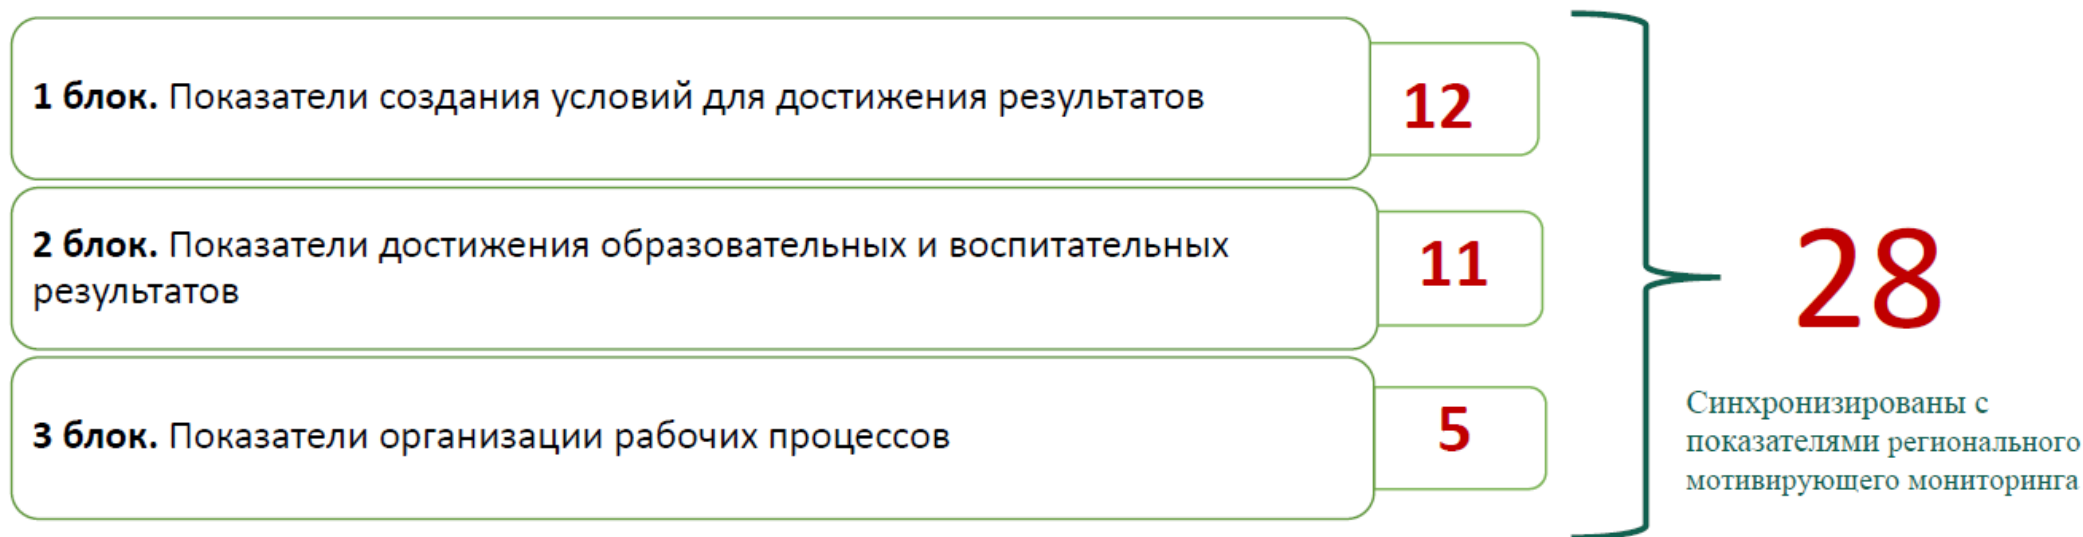 1 блок. Показатели создания условий для достижения результатов
12
2 блок. Показатели достижения образовательных и воспитательных
результатов
11
3 блок. Показатели организации рабочих процессов
5
28
Синхронизированы с
показателями регионального
мотивирующего мониторинга